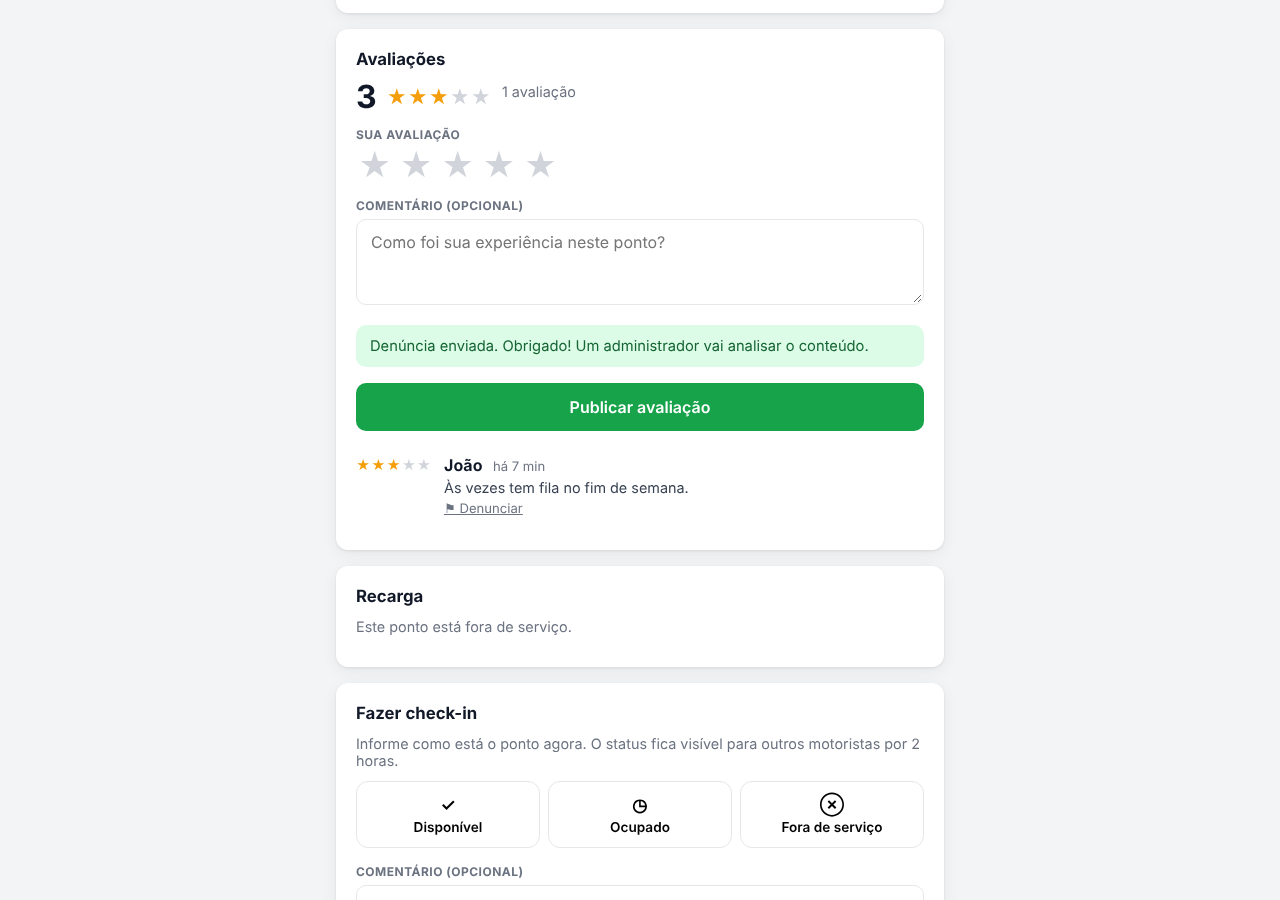 Avaliações
3 ★★★★★ 1 avaliação
SUA AVALIAÇÃO
★ ★ ★ ★ ★
COMENTÁRIO (OPCIONAL)
Como foi sua experiência neste ponto?
Denúncia enviada. Obrigado! Um administrador vai analisar o conteúdo.
Publicar avaliação
★★★★★ João há 7 min
Às vezes tem fila no fim de semana.
⚑ Denunciar
Recarga
Este ponto está fora de serviço.
Fazer check-in
Informe como está o ponto agora. O status fica visível para outros motoristas por 2
horas.
Disponível
Ocupado
Fora de serviço
COMENTÁRIO (OPCIONAL)